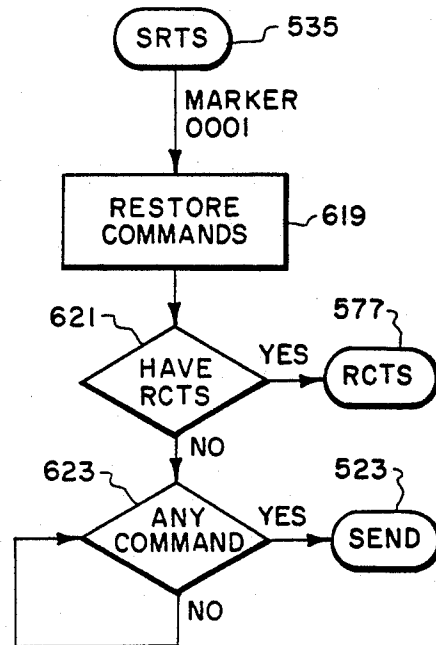 SRTS
535
MARKER
0001
RESTORE
COMMANDS
619
621
577
HAVE
RCTS
YES
RCTS
NO
623
523
ANY
COMMAND
YES
SEND
NO